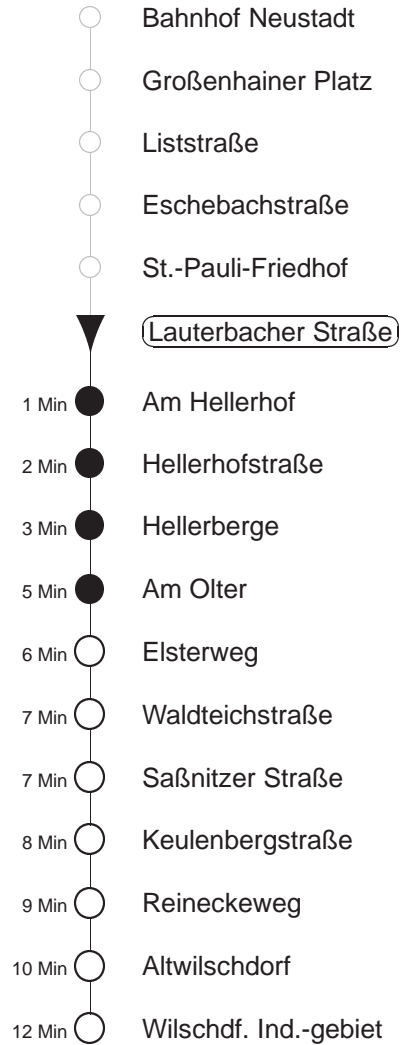 Bahnhof Neustadt
Großenhainer Platz
Liststraße
Eschebachstraße
St.-Pauli-Friedhof
Lauterbacher Straße
1 Min Am Hellerhof
2 Min Hellerhofstraße
3 Min Hellerberge
5 Min Am Olter
6 Min Elsterweg
7 Min Waldteichstraße
7 Min Saßnitzer Straße
8 Min Keulenbergstraße
9 Min Reineckeweg
10 Min Altwilschdorf
12 Min Wilschdf. Ind.-gebiet